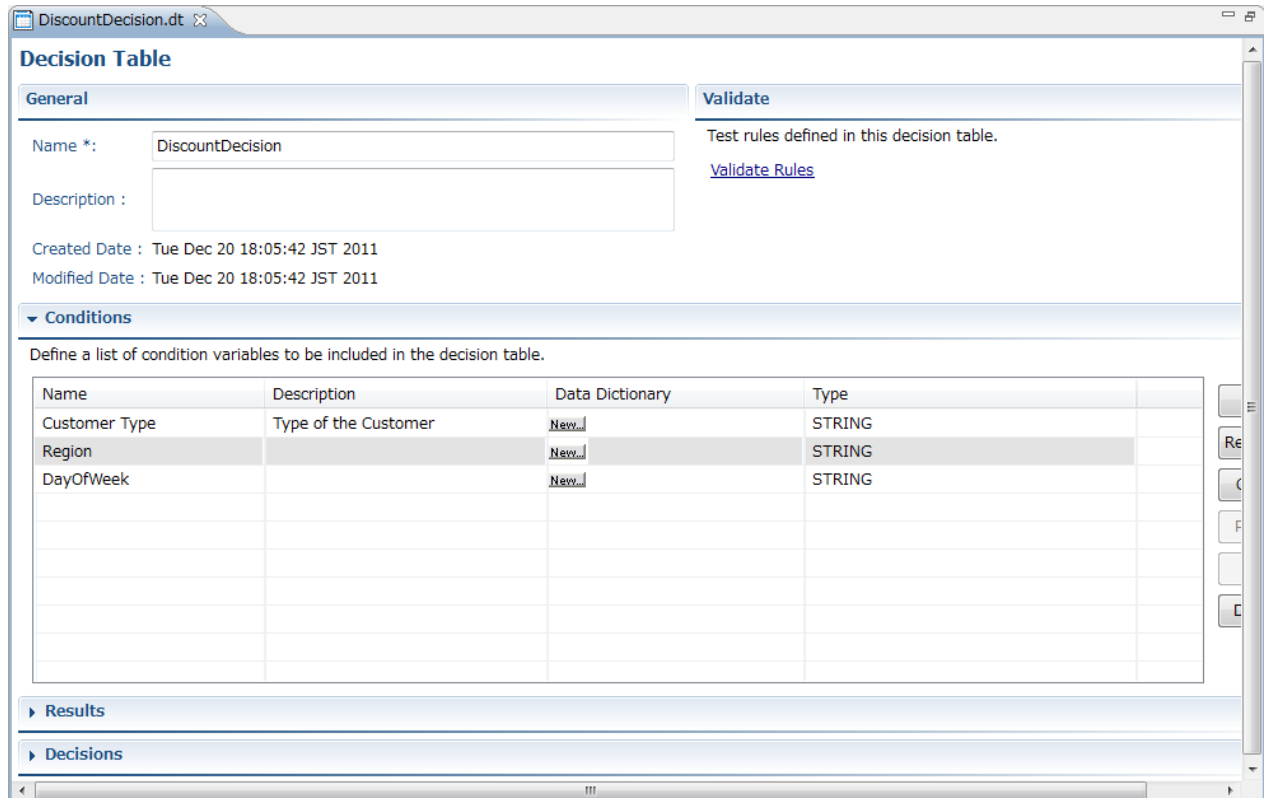 DiscountDecision.dt
Decision Table
General
Validate
Name *:
DiscountDecision
Test rules defined in this decision table.
Validate Rules
Description :
Created Date : Tue Dec 20 18:05:42 JST 2011
Modified Date : Tue Dec 20 18:05:42 JST 2011
Conditions
Define a list of condition variables to be included in the decision table.
Name Description Data Dictionary Type
Customer Type Type of the Customer New... STRING
Region New... STRING
Re
DayOfWeek New... STRING
Results
Decisions